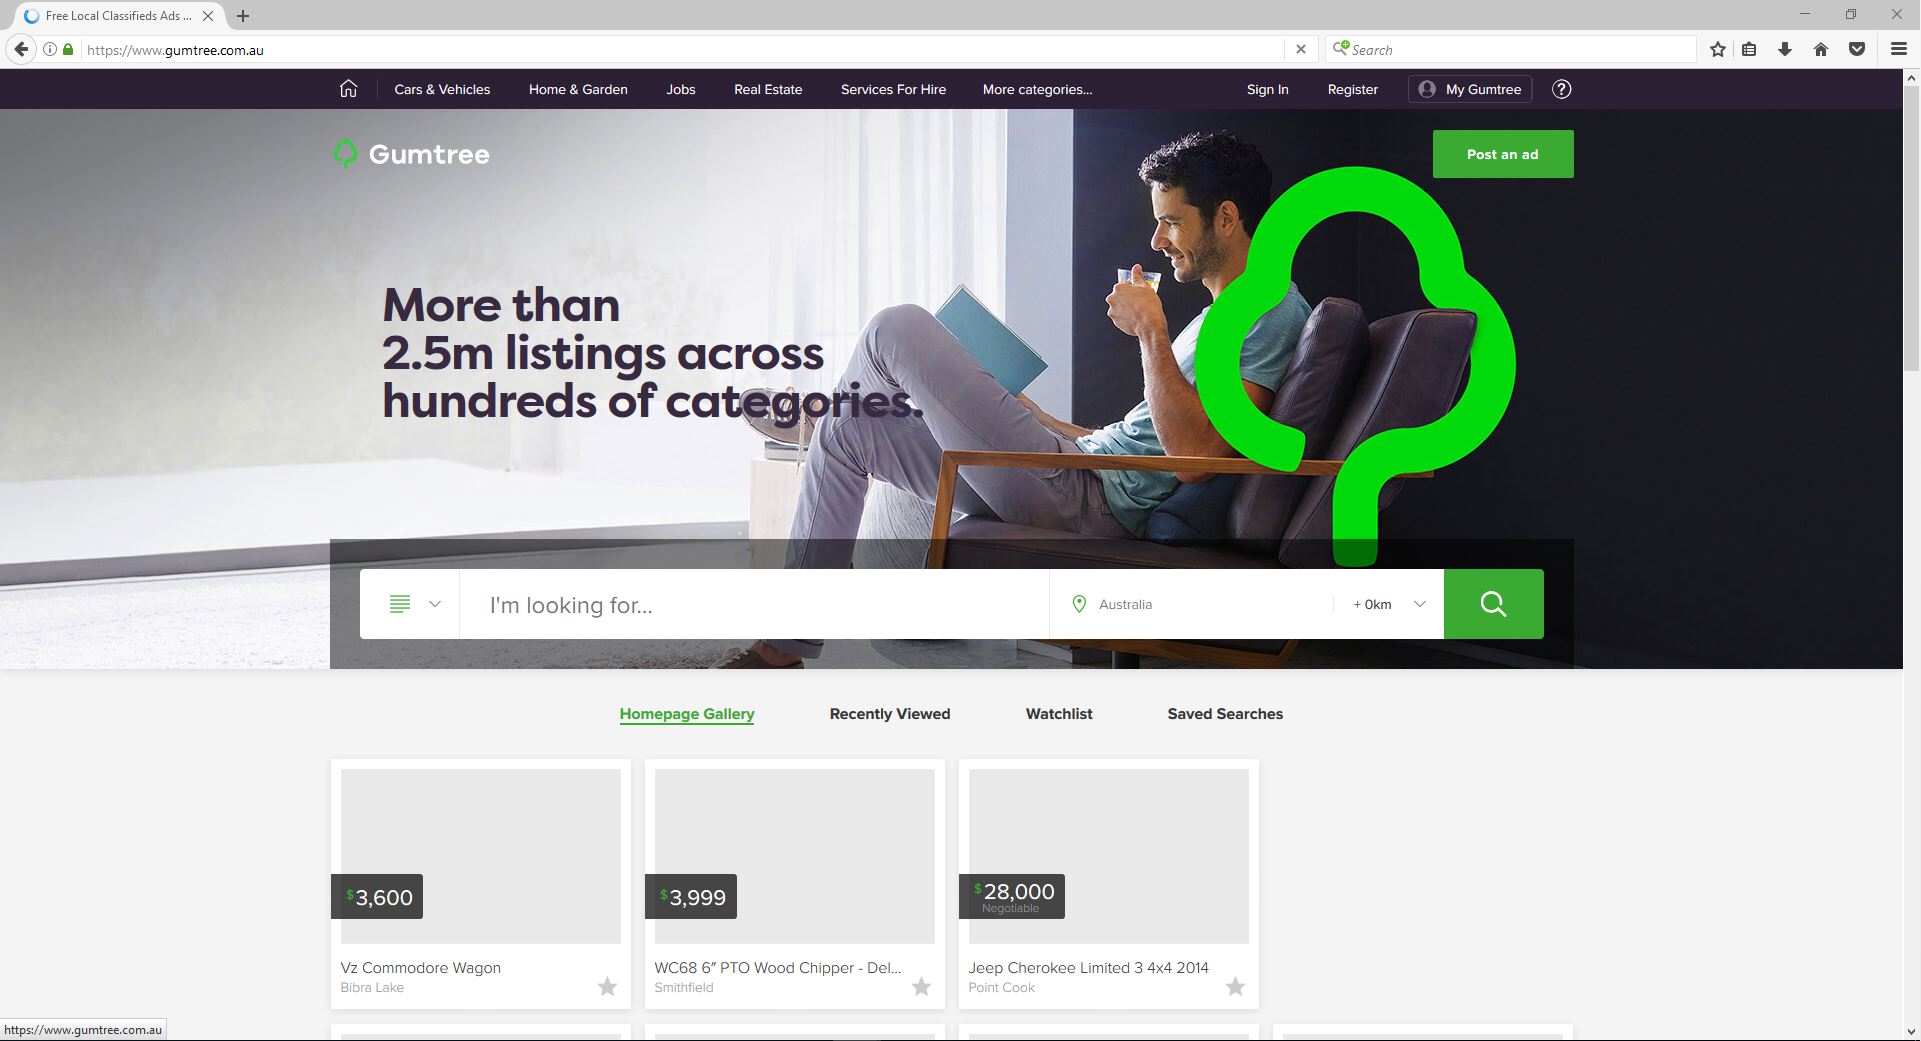 Free Local Classifieds Ads ...
https://www.gumtree.com.au
Search
Cars & Vehicles
Home & Garden
Jobs
Real Estate
Services For Hire
More categories...
Sign In
Register
My Gumtree
?
Gumtree
Post an ad
More than
2.5m listings across
hundreds of categories.
I'm looking for...
Australia
+ 0km
Homepage Gallery
Recently Viewed
Watchlist
Saved Searches
$3,600
Vz Commodore Wagon
Bibra Lake
$3,999
WC68 6” PTO Wood Chipper - Del...
Smithfield
$28,000
Negotiable
Jeep Cherokee Limited 3 4x4 2014
Point Cook
https://www.gumtree.com.au